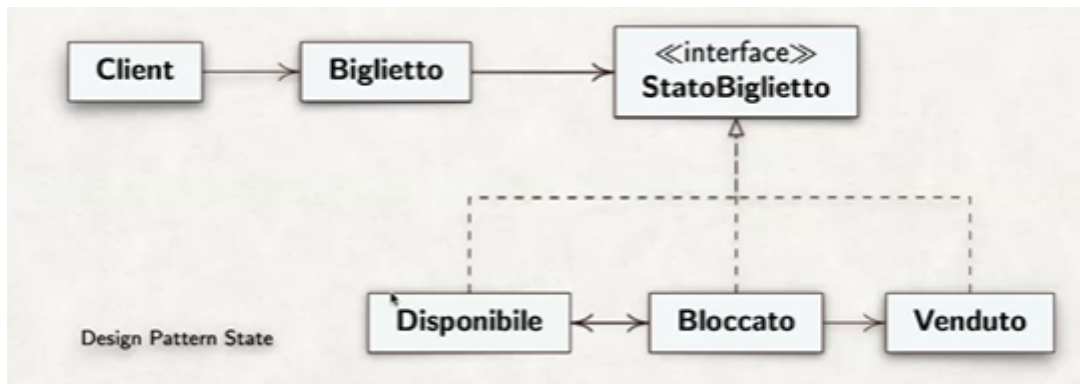 Client
Biglietto
≪interface≫
StatoBiglietto
Disponibile
Bloccato
Venduto
Design Pattern State